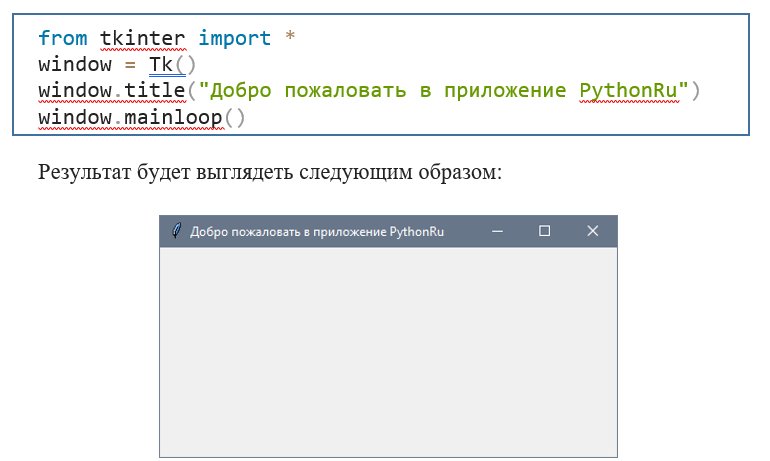 from tkinter import *
window = Tk()
window.title("Добро пожаловать в приложение PythonRu")
window.mainloop()
Результат будет выглядеть следующим образом:
Добро пожаловать в приложение PythonRu